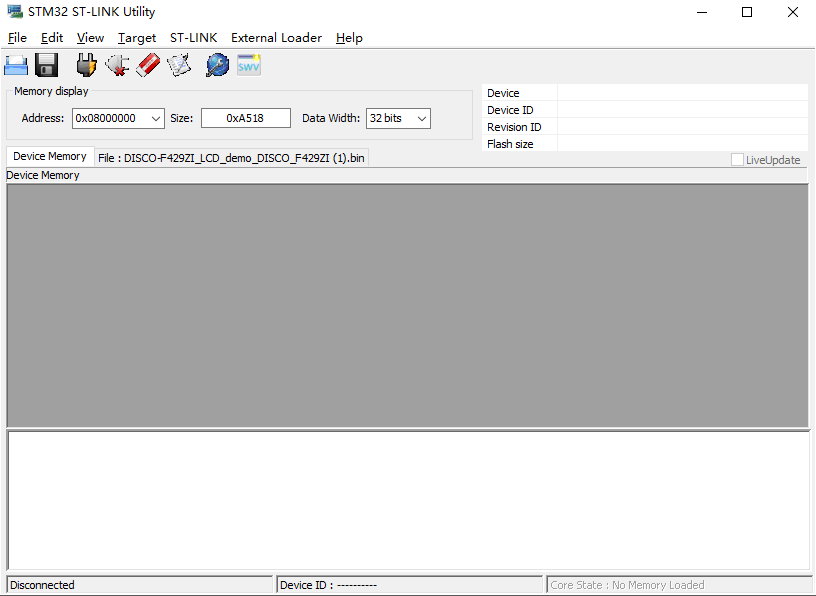 STM32 ST-LINK Utility
File Edit View Target ST-LINK External Loader Help
SWV
Memory display
Address: 0x08000000 Size: 0xA518 Data Width: 32 bits
Device
Device ID
Revision ID
Flash size
LiveUpdate
Device Memory File : DISCO-F429ZI_LCD_demo_DISCO_F429ZI (1).bin
Device Memory
Disconnected Device ID : ---------- Core State : No Memory Loaded